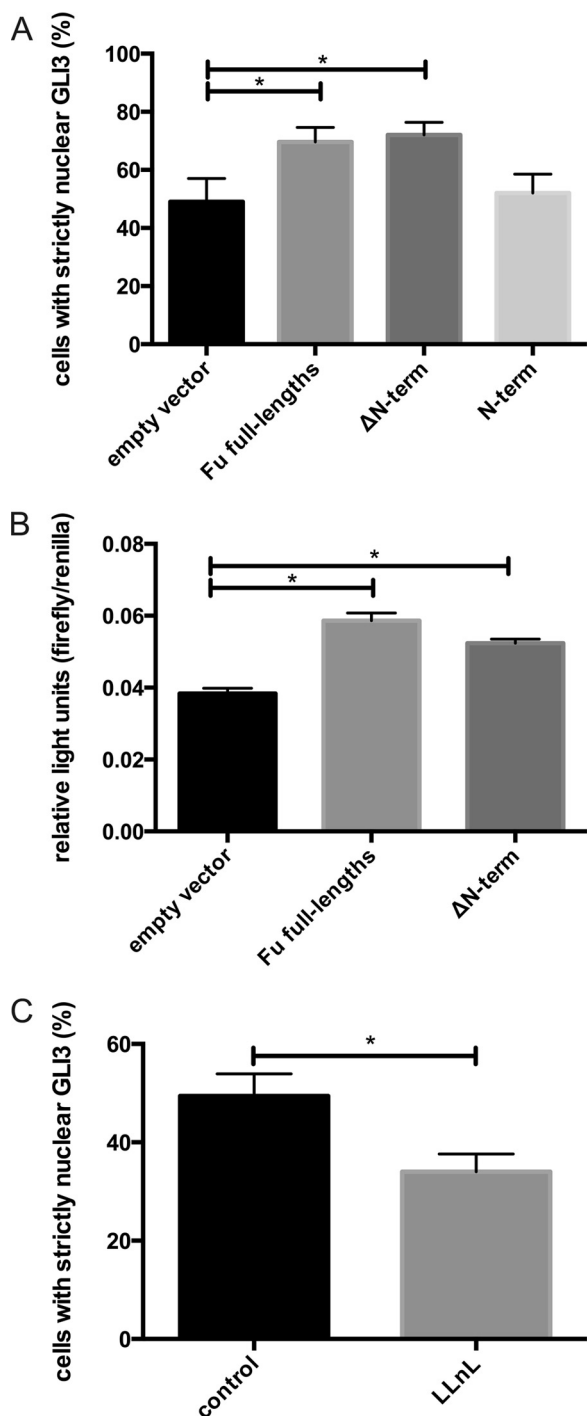 A
cells with strictly nuclear GLI3 (%)
100
80
60
40
20
0
*
*
empty vector
Fu full-lengths
ΔN-term
N-term
B
relative light units (firefly/renilla)
0.08
0.06
0.04
0.02
0.00
*
*
empty vector
Fu full-lengths
ΔN-term
C
cells with strictly nuclear GLI3 (%)
60
40
20
0
*
control
LLnL